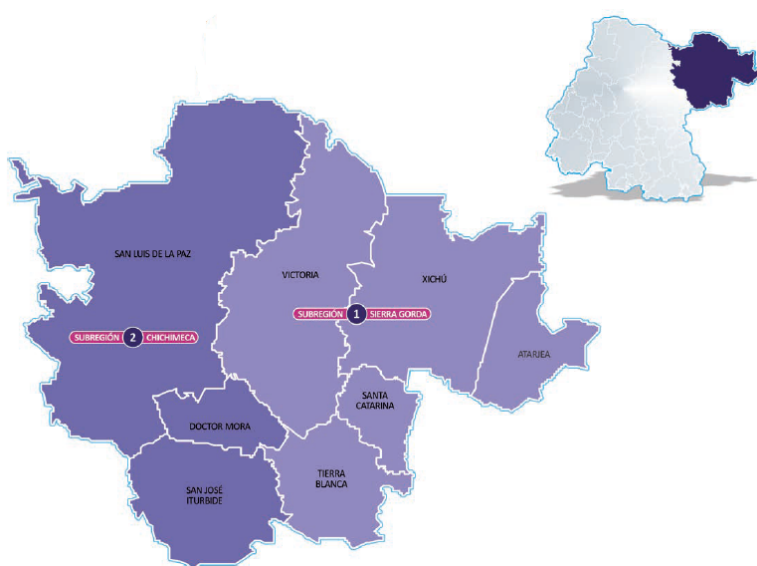 SAN LUIS DE LA PAZ
VICTORIA
XICHÚ
SUBREGIÓN 1 SIERRA GORDA
SUBREGIÓN 2 CHICHIMECA
ATARJEA
SANTA
CATARINA
DOCTOR MORA
TIERRA
BLANCA
SAN JOSÉ
ITURBIDE